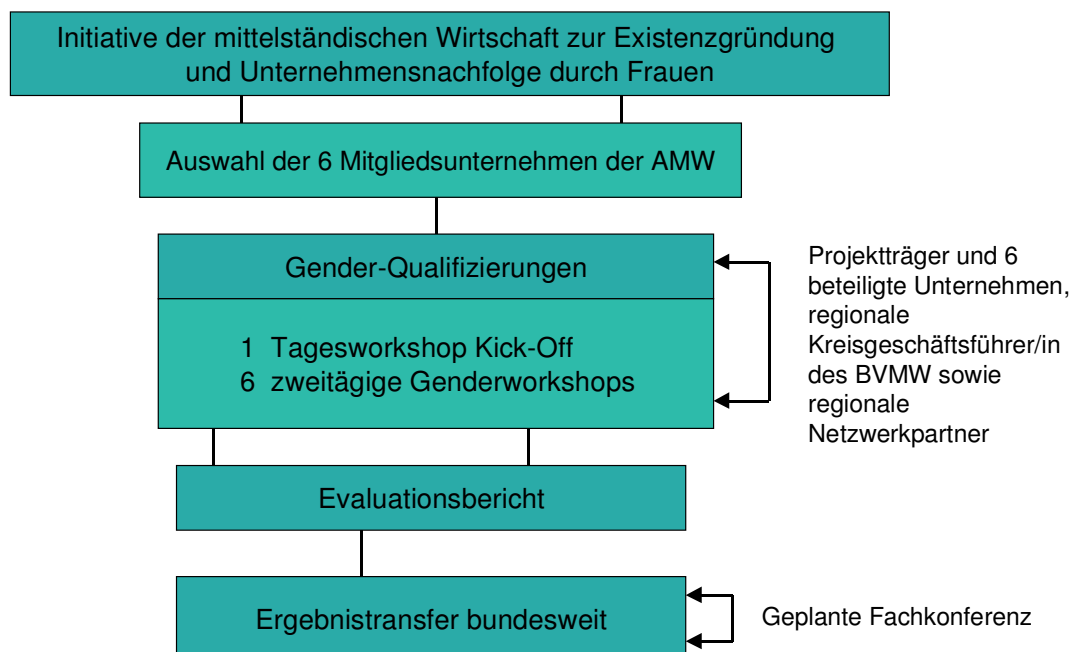 Initiative der mittelständischen Wirtschaft zur Existenzgründung
und Unternehmensnachfolge durch Frauen
Auswahl der 6 Mitgliedsunternehmen der AMW
Gender-Qualifizierungen
1 Tagesworkshop Kick-Off
6 zweitägige Genderworkshops
Projektträger und 6
beteiligte Unternehmen,
regionale
Kreisgeschäftsführer/in
des BVMW sowie
regionale
Netzwerkpartner
Evaluationsbericht
Ergebnistransfer bundesweit
Geplante Fachkonferenz